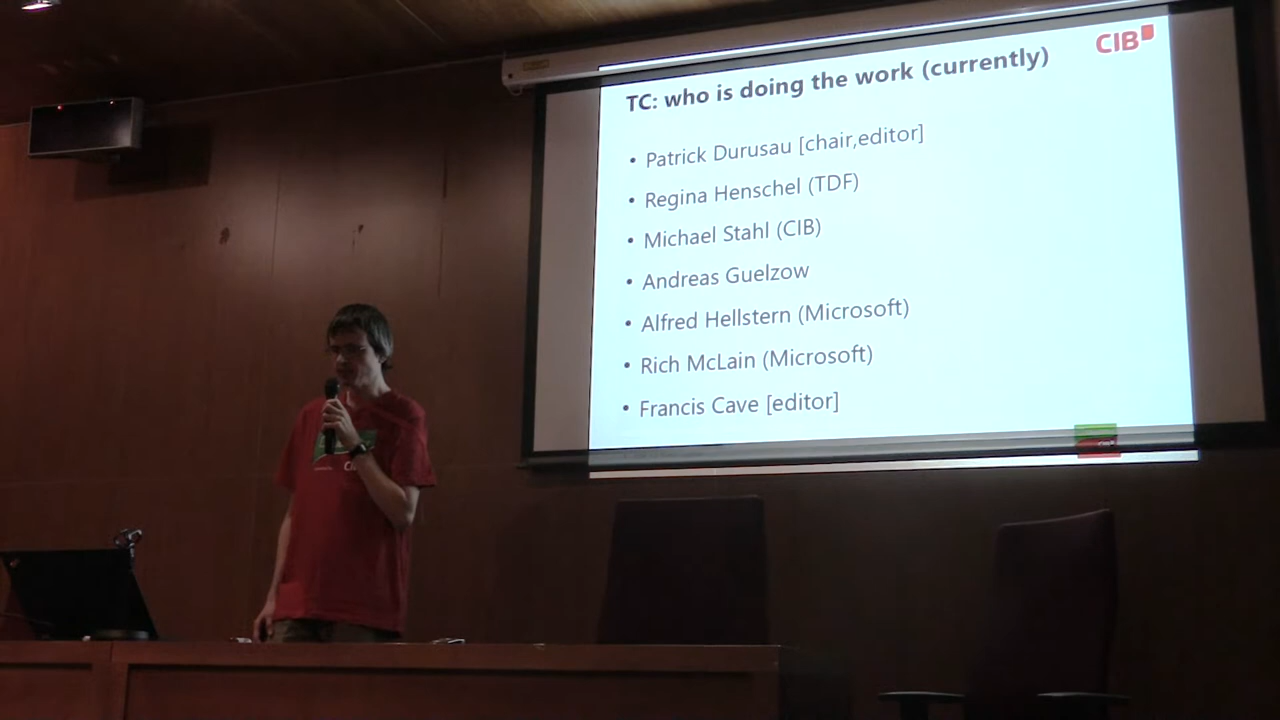 CIB
TC: who is doing the work (currently)
• Patrick Durusau [chair,editor]
• Regina Henschel (TDF)
• Michael Stahl (CIB)
• Andreas Guelzow
• Alfred Hellstern (Microsoft)
• Rich McLain (Microsoft)
• Francis Cave [editor]